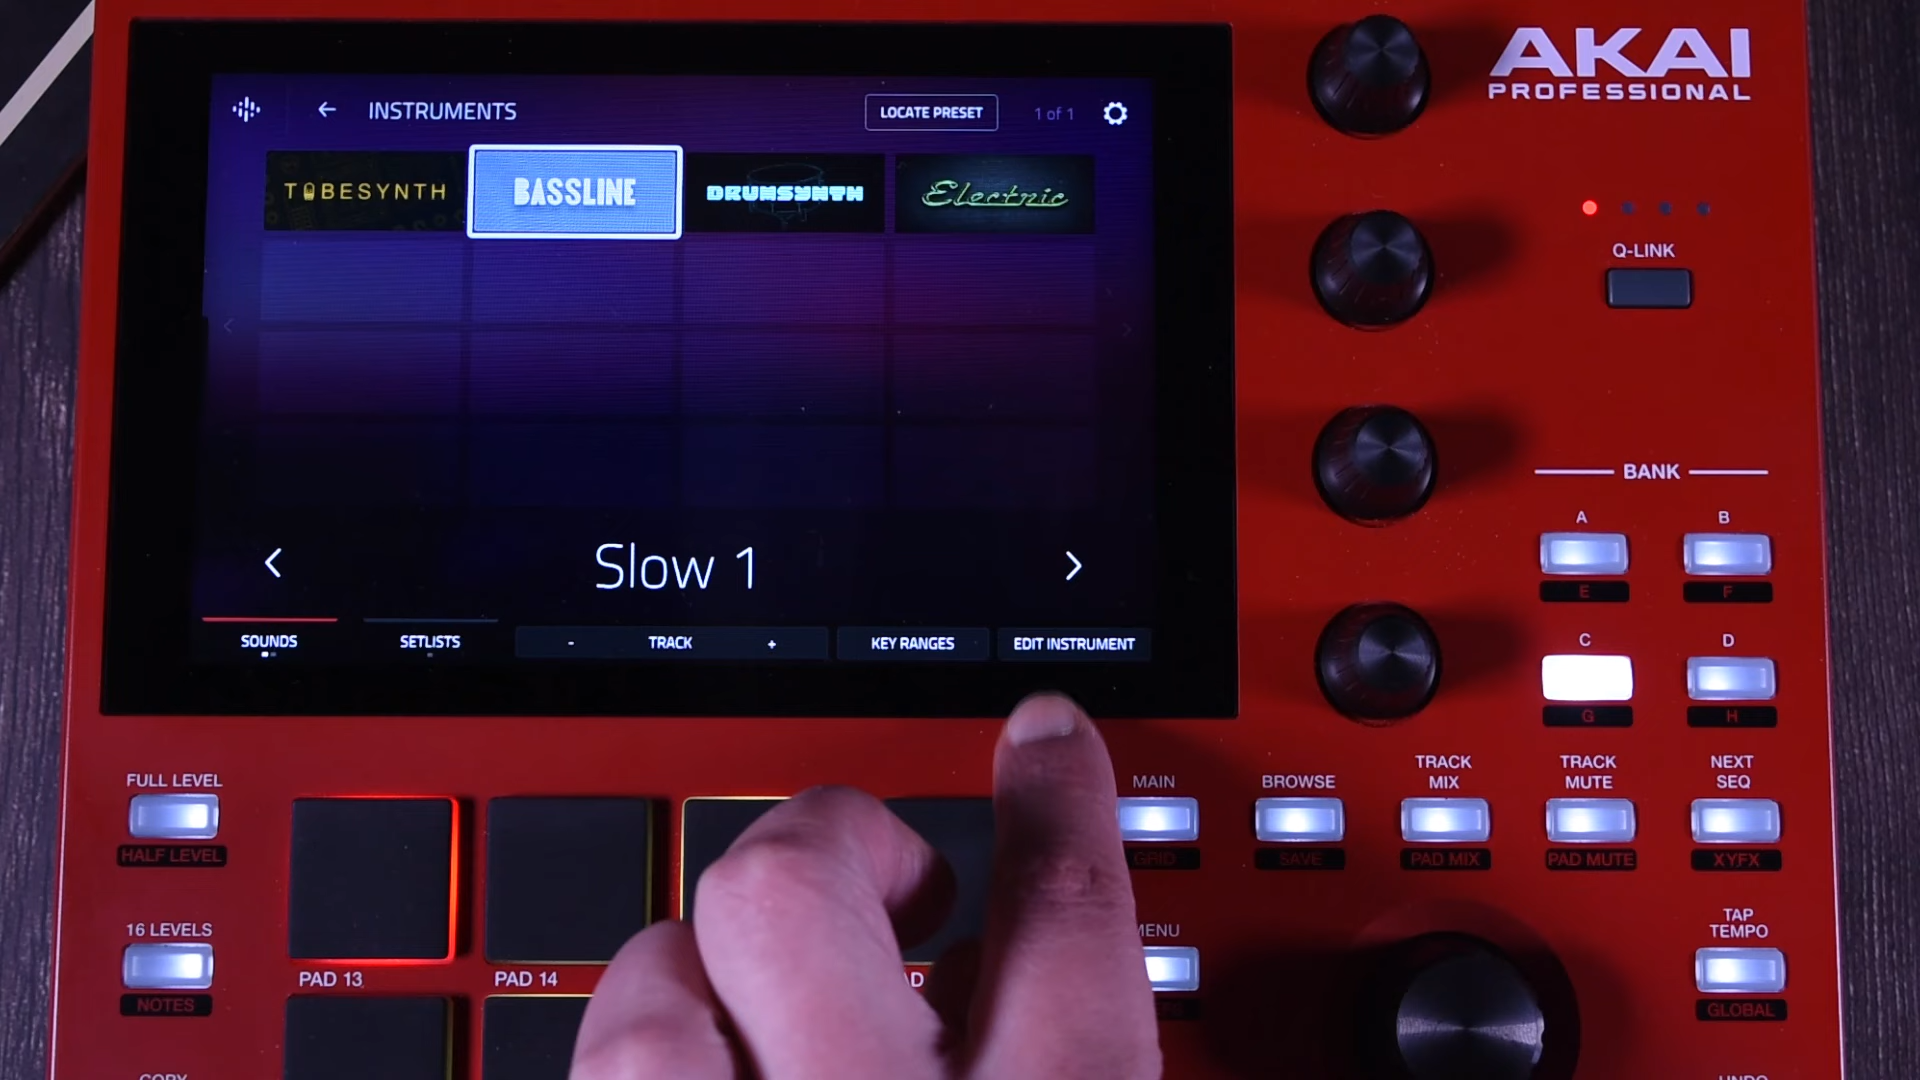 AKAI
PROFESSIONAL
INSTRUMENTS
LOCATE PRESET
1 of 1
TUBESYNTH
BASSLINE
DRUMSYNTH
Electric
Q-LINK
BANK
A
B
E
F
C
D
G
H
Slow 1
SOUNDS
SETLISTS
-
TRACK
+
KEY RANGES
EDIT INSTRUMENT
FULL LEVEL
HALF LEVEL
MAIN
GRID
BROWSE
SAVE
TRACK
MIX
PAD MIX
TRACK
MUTE
PAD MUTE
NEXT
SEQ
XYFX
16 LEVELS
NOTES
PAD 13
PAD 14
MENU
TAP
TEMPO
GLOBAL